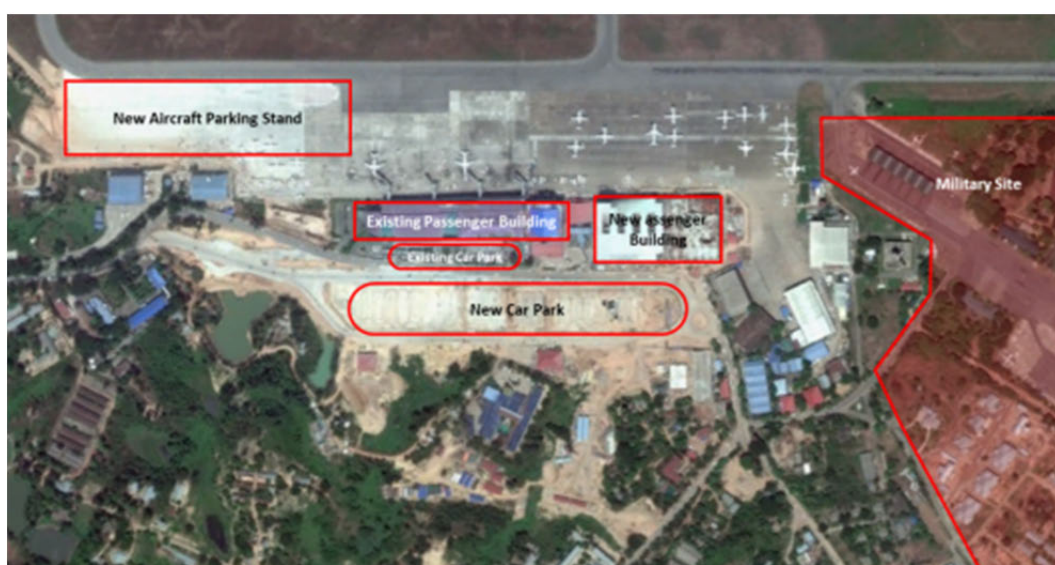 New Aircraft Parking Stand
Military Site
Existing Passenger Building
New assenger
Building
Existing Car Park
New Car Park